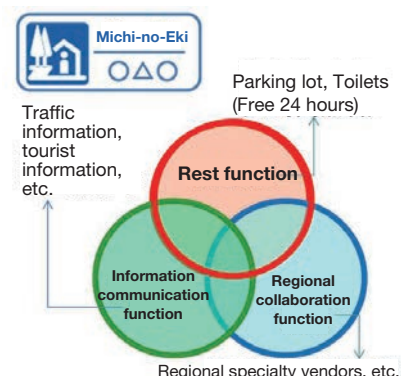 Michi-no-Eki
○△○
Parking lot, Toilets
(Free 24 hours)
Traffic
information,
tourist
information,
etc.
Rest function
Information
communication
function
Regional
collaboration
function
Regional specialty vendors, etc.